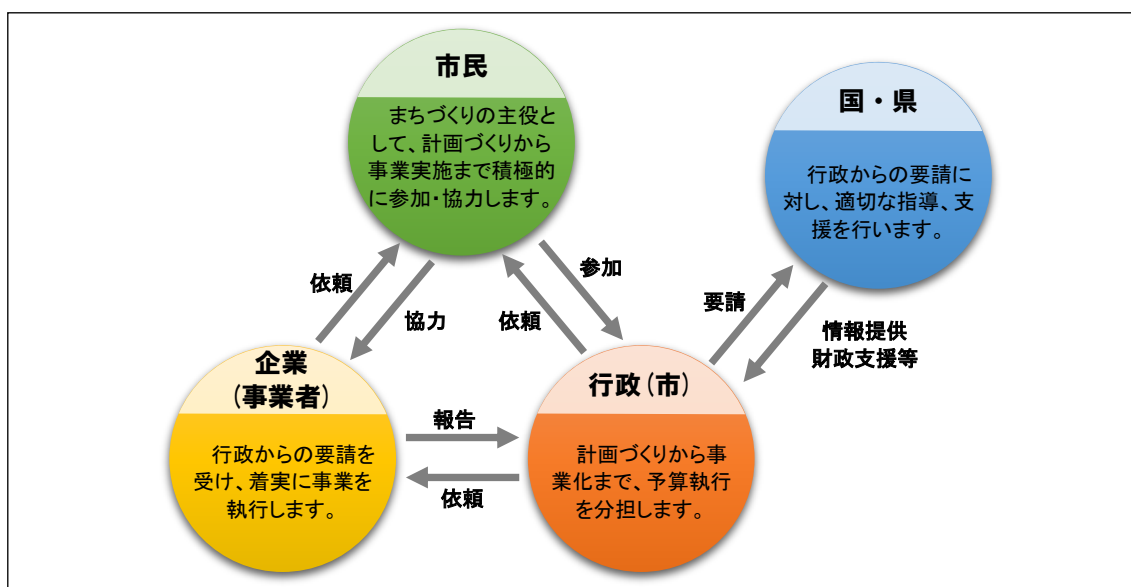 市民
まちづくりの主役と
して、計画づくりから
事業実施まで積極的
に参加・協力します。
国・県
行政からの要請に
対し、適切な指導、支
援を行います。
依頼
協力
依頼
参加
要請
情報提供
財政支援等
企業
(事業者)
行政からの要請を
受け、着実に事業を
執行します。
報告
依頼
行政(市)
計画づくりから事
業化まで、予算執行
を分担します。